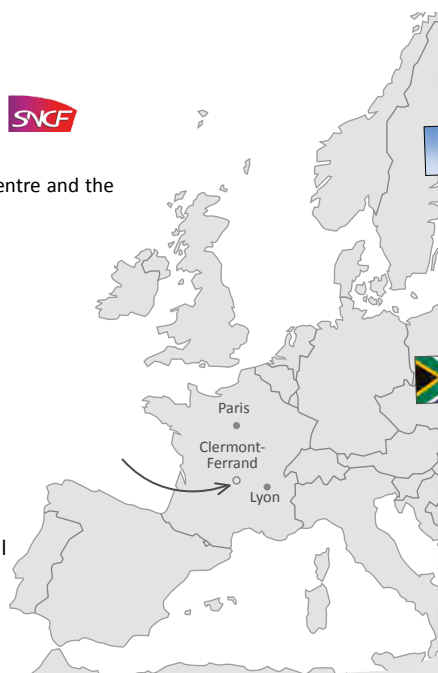 SNCF
entre and the
Paris
Clermont-
Ferrand
Lyon
l